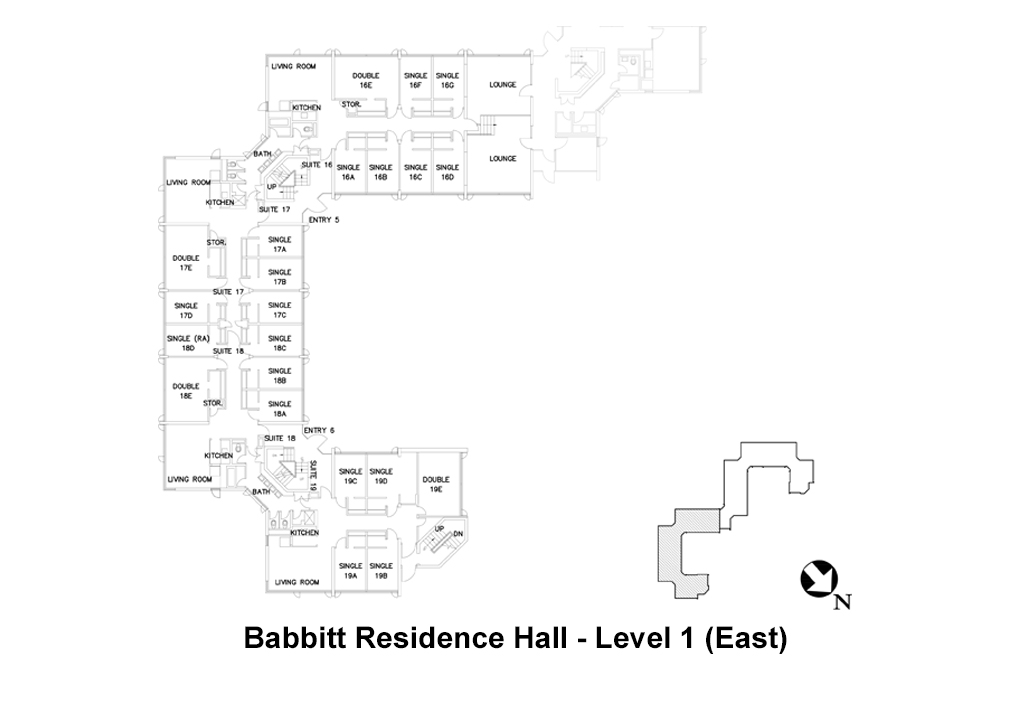 LIVING ROOM
DOUBLE
16E
SINGLE
16F
SINGLE
16G
LOUNGE
STOR.
KITCHEN
BATH
SUITE 16
SINGLE
16A
SINGLE
16B
SINGLE
16C
SINGLE
16D
LOUNGE
LIVING ROOM
UP
KITCHEN
SUITE 17
ENTRY 5
STOR.
SINGLE
17A
DOUBLE
17E
SINGLE
17B
SUITE 17
SINGLE
17D
SINGLE
17C
SINGLE (RA)
18D
SINGLE
18C
SUITE 18
SINGLE
18B
DOUBLE
18E
STOR.
SINGLE
18A
ENTRY 6
SUITE 18
KITCHEN
LIVING ROOM
SUITE 19
BATH
SINGLE
19C
SINGLE
19D
DOUBLE
19E
UP
DN
KITCHEN
SINGLE
19A
SINGLE
19B
LIVING ROOM
N
Babbitt Residence Hall - Level 1 (East)